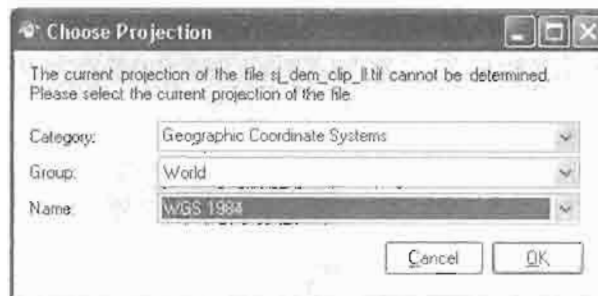 Choose Projection
The current projection of the file sj_dem_clip_ll.tif cannot be determined.
Please select the current projection of the file.
Category: Geographic Coordinate Systems
Group: World
Name: WGS 1984
Cancel OK